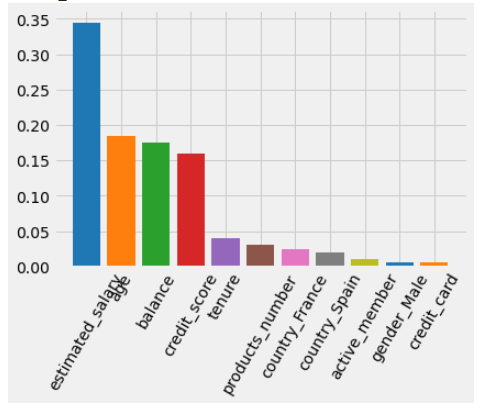 0.35
0.30
0.25
0.20
0.15
0.10
0.05
0.00
estimated_salary
age
balance
credit_score
tenure
products_number
country_France
country_Spain
active_member
gender_Male
credit_card